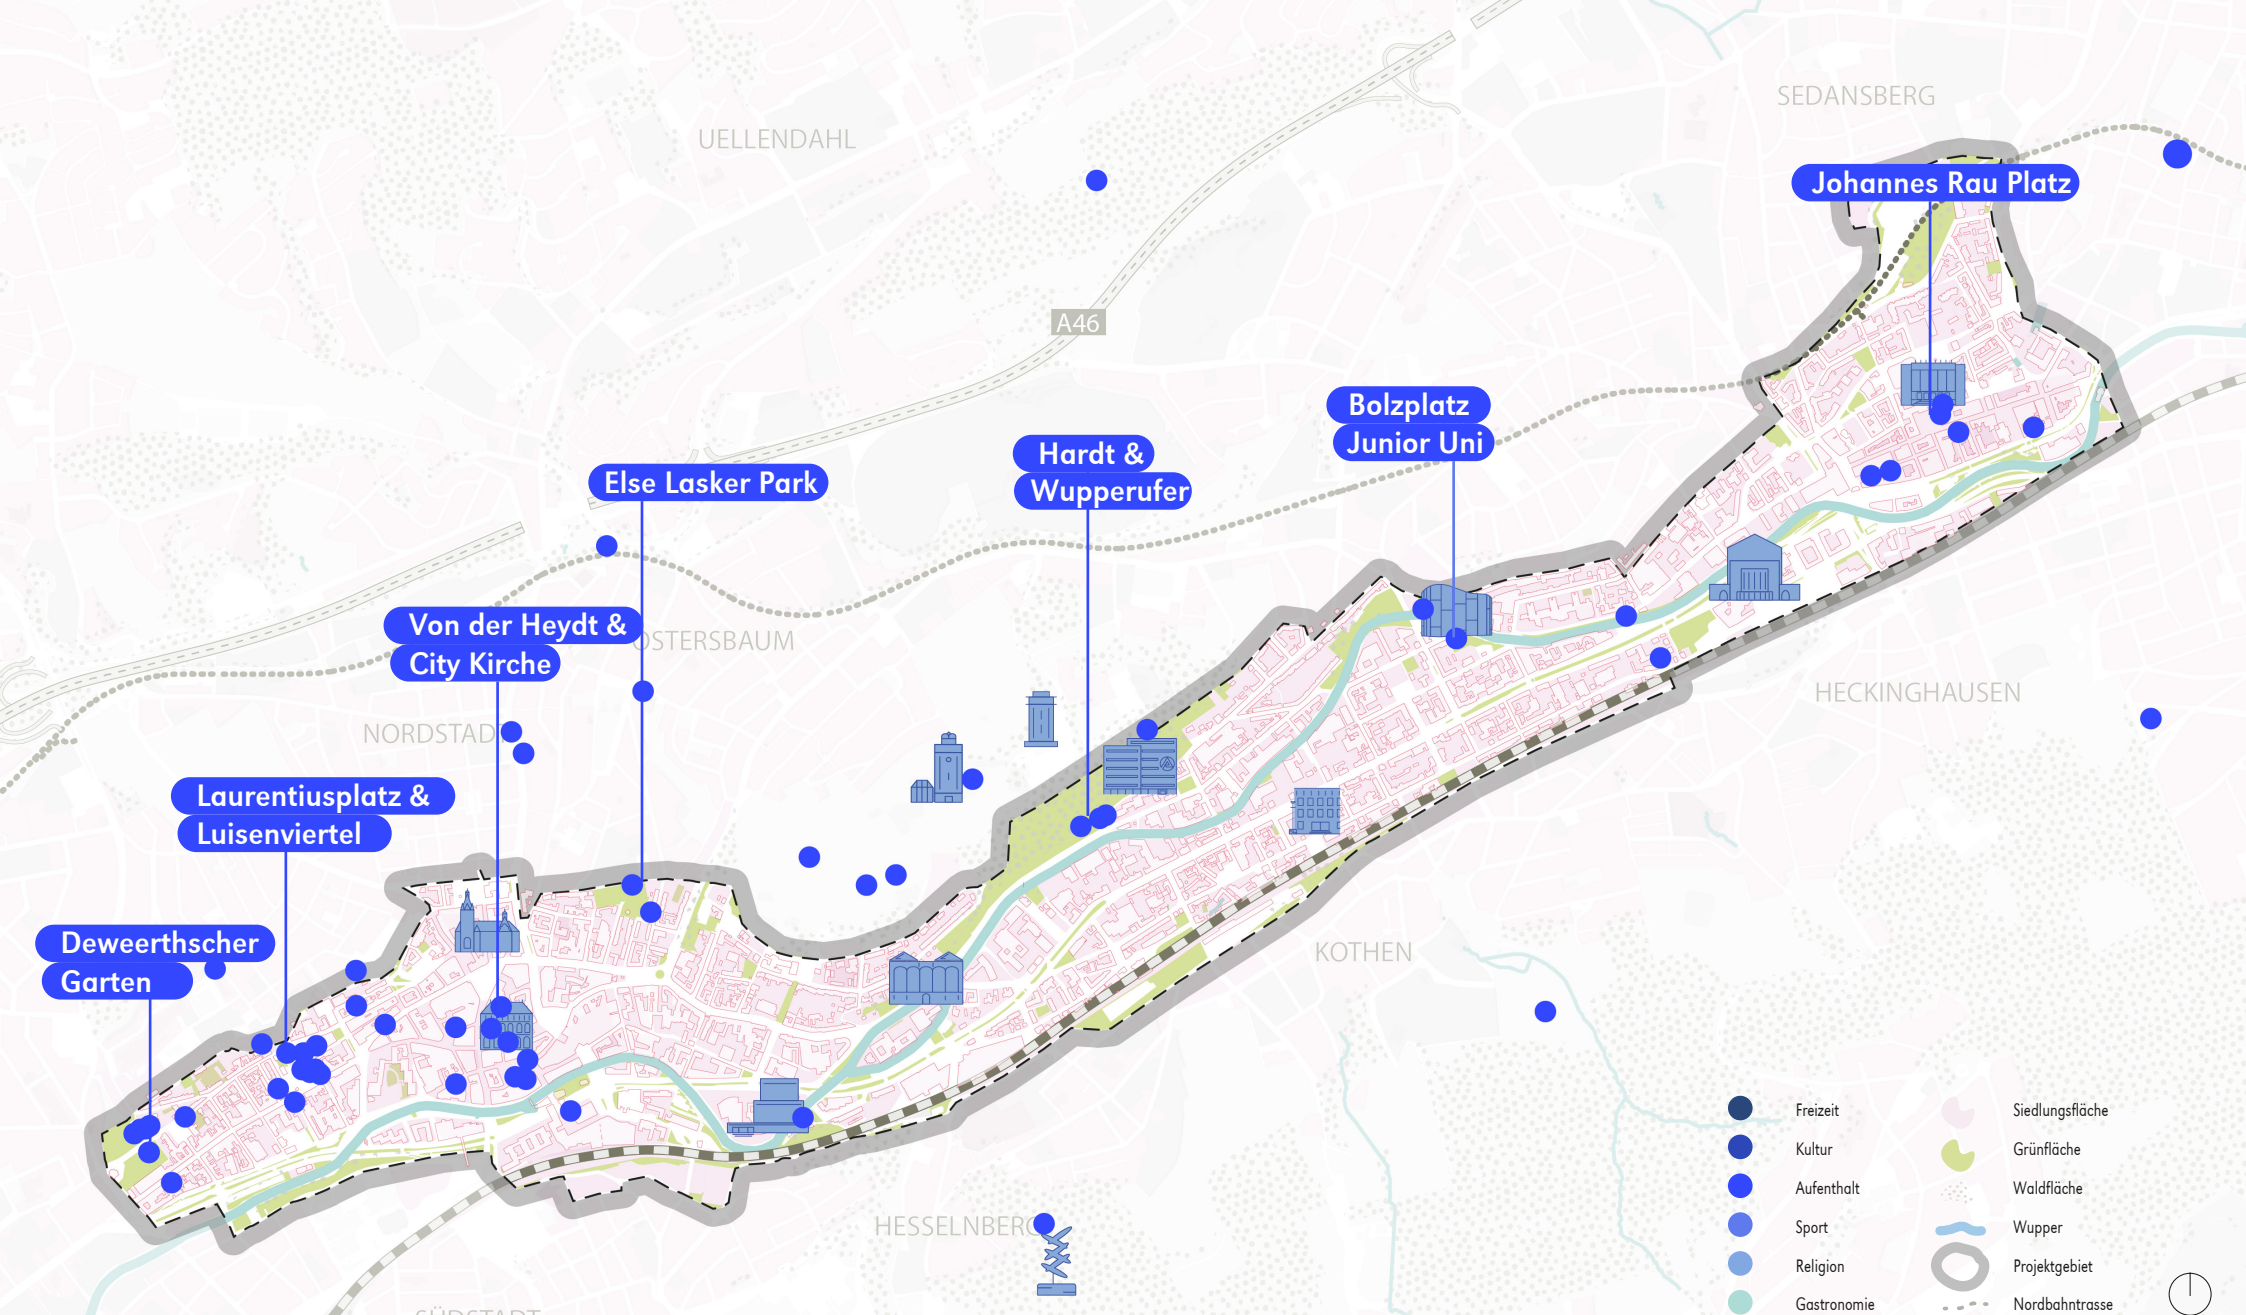 SEDANSBERG
UELLENDAHL
Johannes Rau Platz
A46
Bolzplatz
Junior Uni
Hardt &
Wupperufer
Else Lasker Park
Von der Heydt &
City Kirche
OSTERSBAUM
HECKINGHAUSEN
NORDSTADT
Laurentiusplatz &
Luisenviertel
Deweerthscher
Garten
KOTHEN
HESSELNBERG
SÜDSTADT
Freizeit
Kultur
Aufenthalt
Sport
Religion
Gastronomie
Siedlungsfläche
Grünfläche
Waldfläche
Wupper
Projektgebiet
Nordbahntrasse